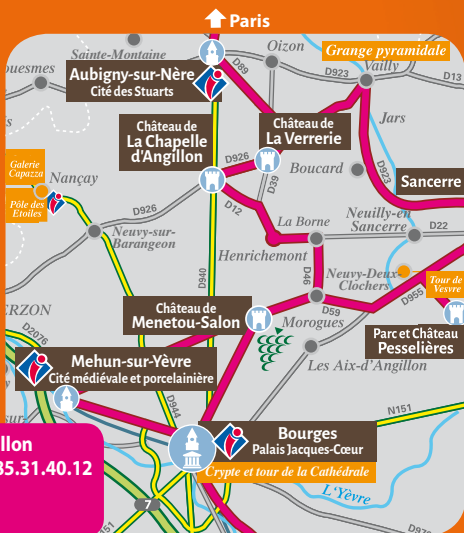 Paris
Sainte-Montaine
Oizon
Grange pyramidale
Vailly
D923
D13
ouesmes
Aubigny-sur-Nère
Cité des Stuarts
D89
Château de
La Chapelle
d'Angillon
Château de
La Verrerie
Jars
D923
Galerie
Capazza
Nançay
Pôle des
Etoiles
D926
D39
Boucard
Sancerre
D926
D12
Neuvy-sur-
Barangeon
La Borne
Neuilly-en
Sancerre
D22
Henrichemont
D940
D46
Neuvy-Deux-
Clochers
Tour de
Vesvre
D955
ERZON
D2076
Château de
Menetou-Salon
D59
Morogues
Parc et Château
Pesselières
Les Aix-d'Angillon
Mehun-sur-Yèvre
Cité médiévale et porcelainière
sur-
D944
N151
Bourges
Palais Jacques-Cœur
Crypte et tour de la Cathédrale
llon
35.31.40.12
L'Yèvre
7
151
D976